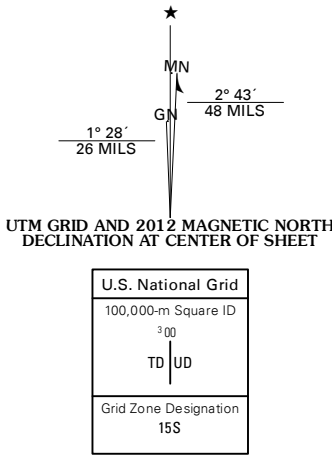 ★
MN
2° 43´
48 MILS
GN
1° 28´
26 MILS
UTM GRID AND 2012 MAGNETIC NORTH
DECLINATION AT CENTER OF SHEET
U.S. National Grid
100,000-m Square ID
³00
TD UD
Grid Zone Designation
15S